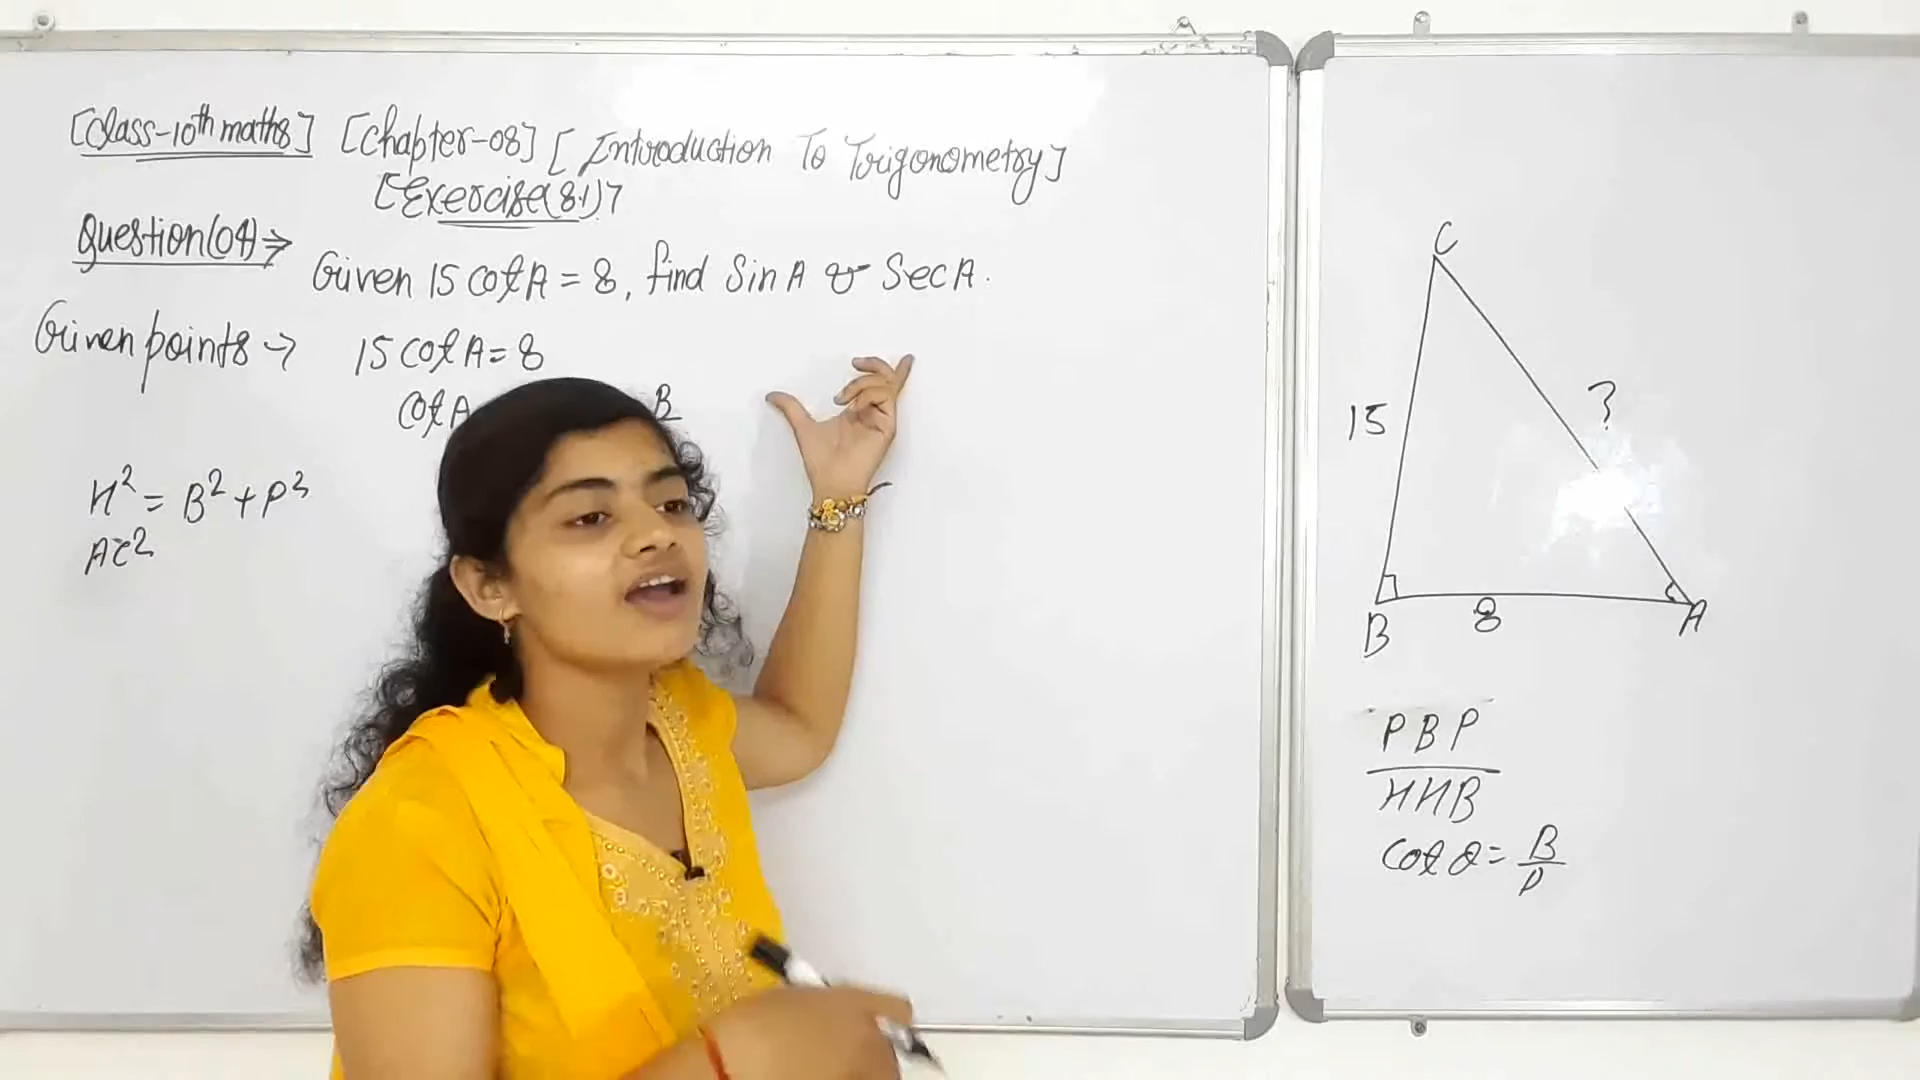 [Class-10th maths] [Chapter-08] [Introduction To Trigonometry]
[Exercise(8.1)]
Question(04)⇒
Given 15 cot A = 8, find Sin A & Sec A.
Given points → 15 cot A = 8
cot A
B
H² = B² + P²
AC²
C
15
?
B
8
A
P B P
H H B
cot θ = B/P